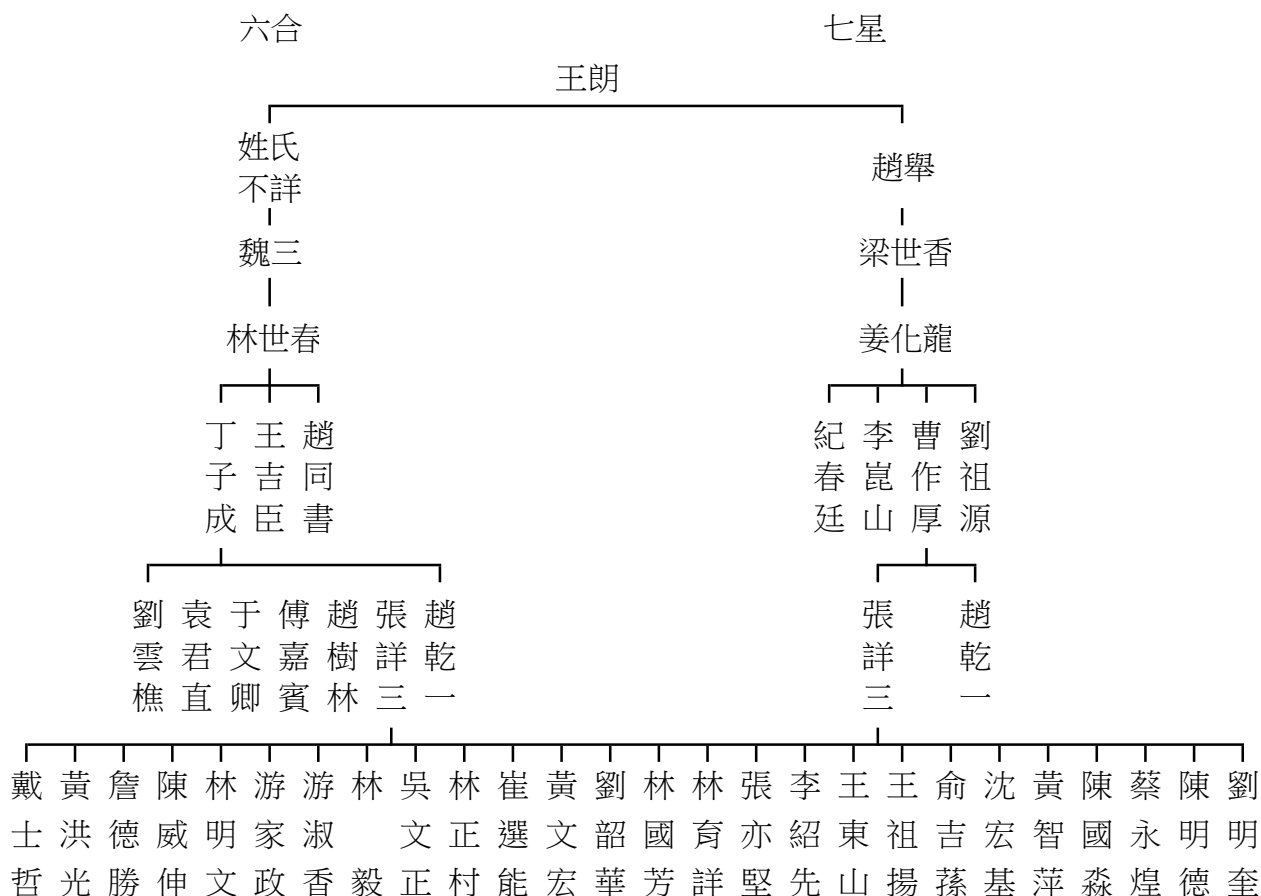 六合 七星
王朗
姓氏不詳
趙舉
魏三
梁世香
林世春
姜化龍
丁子成
王吉臣
趙同書
紀春廷
李崑山
曹作厚
劉祖源
劉雲樵
袁君直
于文卿
傅嘉賓
趙樹林
張詳三
趙乾一
張詳三
趙乾一
戴士哲
黃洪光
詹德勝
陳威伸
林明文
游家政
游淑香
林毅
吳文正
林正村
崔選能
黃文宏
劉韶華
林國芳
林育詳
張亦堅
李紹先
王東山
王祖揚
俞吉蓀
沈宏基
黃智萍
陳國淼
蔡永煌
陳明德
劉明奎